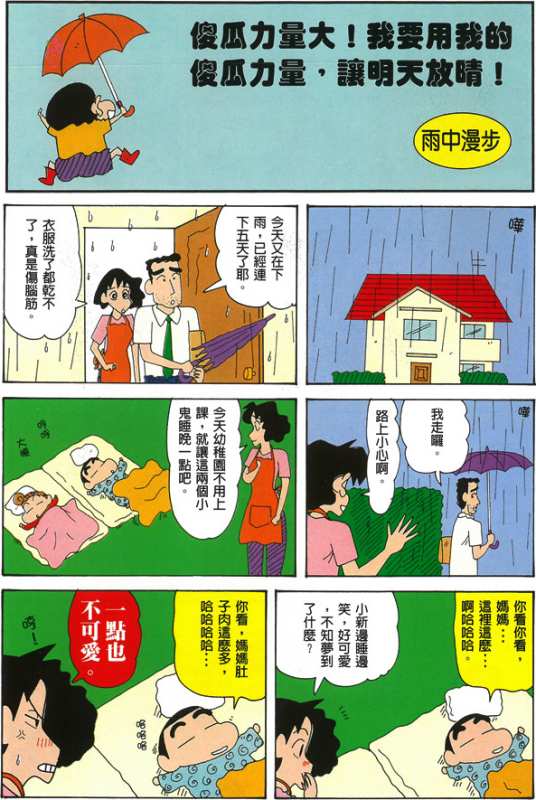 傻瓜力量大！我要用我的
傻瓜力量，讓明天放晴！
雨中漫步
嘩
今天又在下
雨，已經連
下五天了耶。
衣服洗了都乾不
了，真是傷腦筋。
嘩
我走囉。
路上小心啊。
今天幼稚園不用上
課，就讓這兩個小
鬼睡晚一點吧。
呼呼
大睡
你看你看，
媽媽…
這裡這麼…
啊哈哈哈。
小新邊睡邊
笑，好可愛
，不知夢到
了什麼？
你看，媽媽肚
子肉這麼多，
哈哈哈哈…
一點也
不可愛。